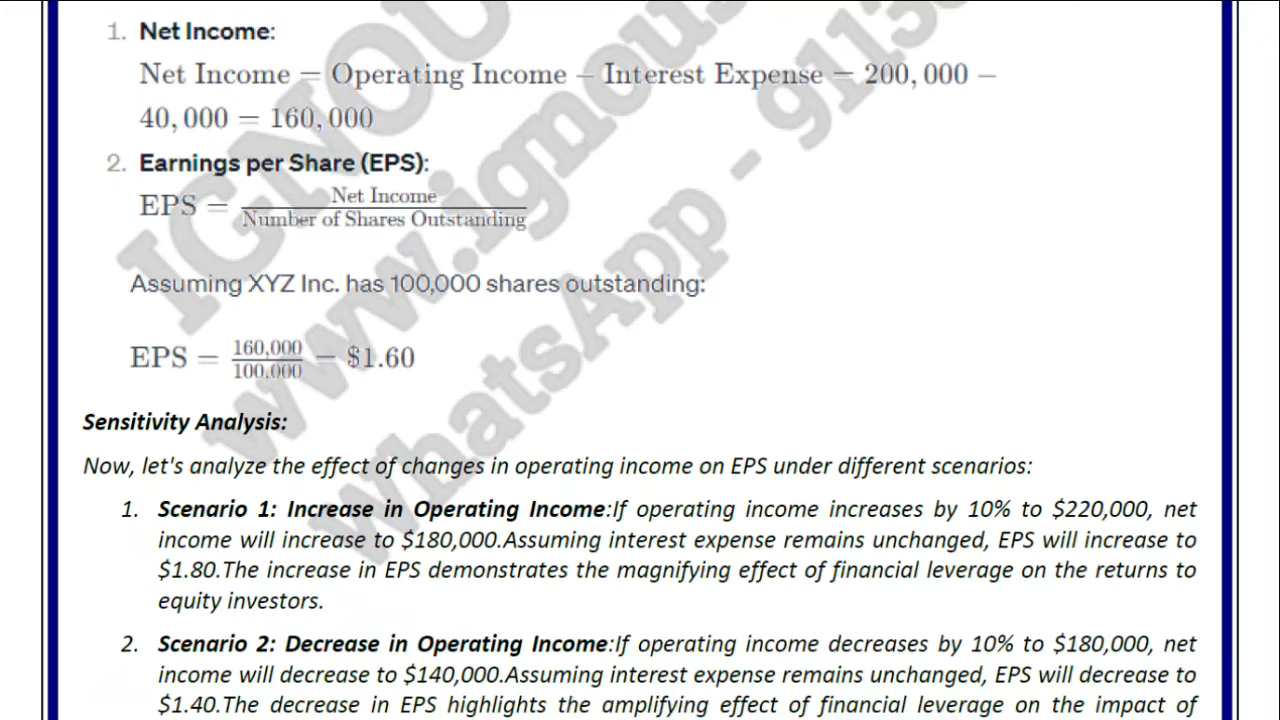 1. Net Income:
Net Income = Operating Income − Interest Expense = 200, 000 −
40, 000 = 160, 000
2. Earnings per Share (EPS):
EPS = Net Income / Number of Shares Outstanding
Assuming XYZ Inc. has 100,000 shares outstanding:
EPS = 160,000 / 100,000 = $1.60
Sensitivity Analysis:
Now, let's analyze the effect of changes in operating income on EPS under different scenarios:
1. Scenario 1: Increase in Operating Income:If operating income increases by 10% to $220,000, net
income will increase to $180,000.Assuming interest expense remains unchanged, EPS will increase to
$1.80.The increase in EPS demonstrates the magnifying effect of financial leverage on the returns to
equity investors.
2. Scenario 2: Decrease in Operating Income:If operating income decreases by 10% to $180,000, net
income will decrease to $140,000.Assuming interest expense remains unchanged, EPS will decrease to
$1.40.The decrease in EPS highlights the amplifying effect of financial leverage on the impact of
IGNOU
www.ignou
WhatsApp - 9113